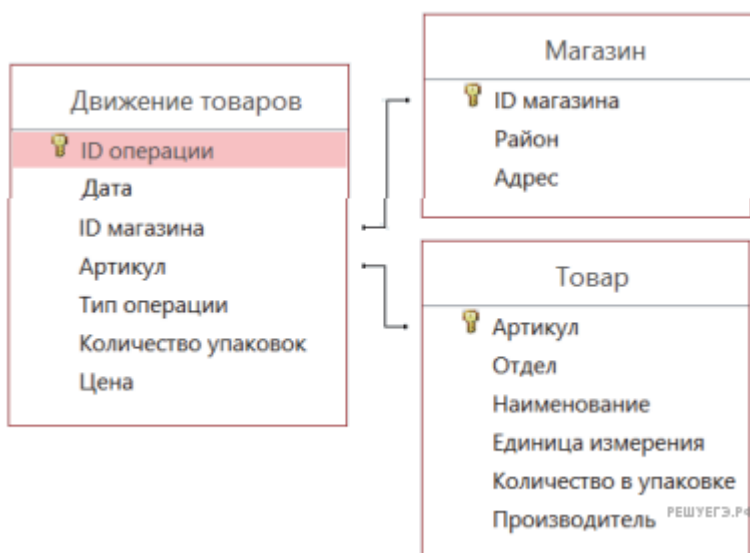 Движение товаров
ID операции
Дата
ID магазина
Артикул
Тип операции
Количество упаковок
Цена
Магазин
ID магазина
Район
Адрес
Товар
Артикул
Отдел
Наименование
Единица измерения
Количество в упаковке
Производитель
РЕШУЕГЭ.РФ